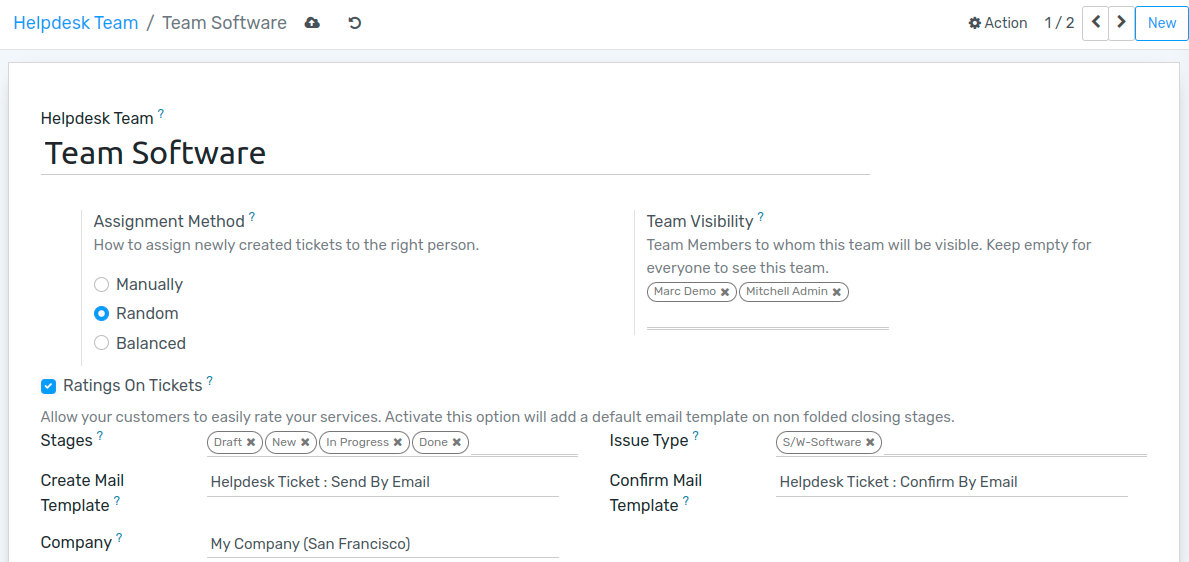 Helpdesk Team / Team Software
Action 1 / 2 New
Helpdesk Team ?
Team Software
Assignment Method ?
How to assign newly created tickets to the right person.
Manually
Random
Balanced
Team Visibility ?
Team Members to whom this team will be visible. Keep empty for
everyone to see this team.
Marc Demo Mitchell Admin
Ratings On Tickets ?
Allow your customers to easily rate your services. Activate this option will add a default email template on non folded closing stages.
Stages ? Draft New In Progress Done
Issue Type ? S/W-Software
Create Mail
Template ?
Helpdesk Ticket : Send By Email
Confirm Mail
Template ?
Helpdesk Ticket : Confirm By Email
Company ? My Company (San Francisco)